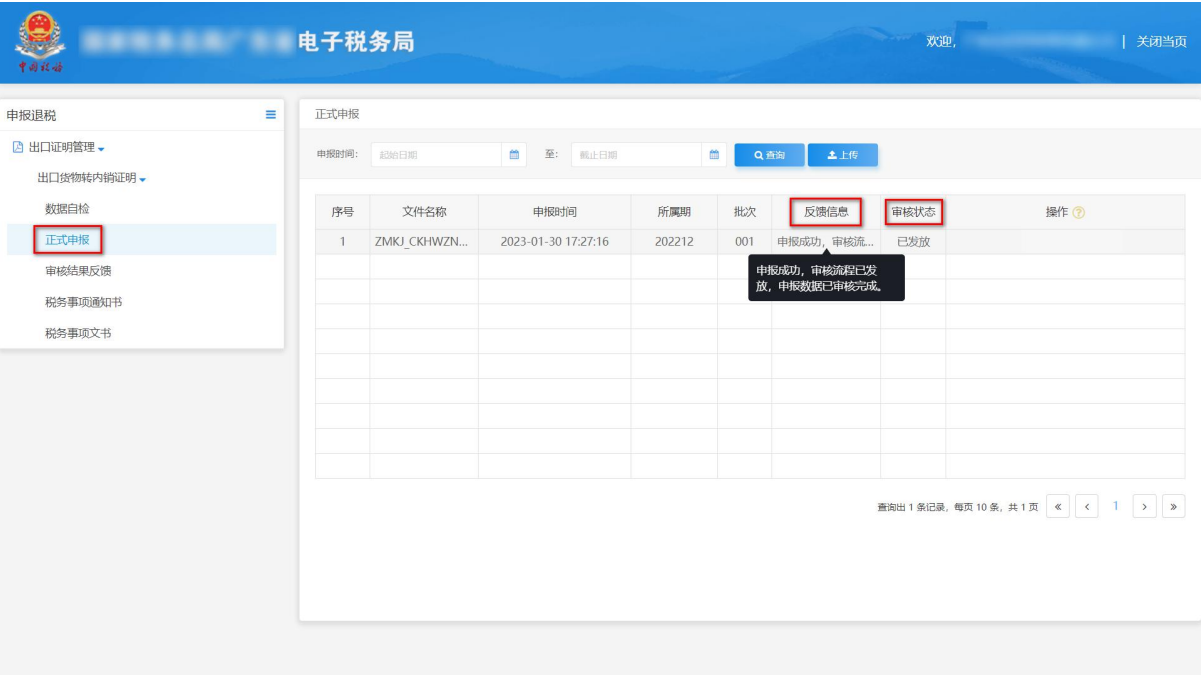 电子税务局
中国税务
欢迎,
| 关闭当页
申报退税
出口证明管理
出口货物转内销证明
数据自检
正式申报
审核结果反馈
税务事项通知书
税务事项文书
正式申报
申报时间: 起始日期 至: 截止日期 查询 上传
序号 文件名称 申报时间 所属期 批次 反馈信息 审核状态 操作 ?
1 ZMKJ_CKHWZN... 2023-01-30 17:27:16 202212 001 申报成功，审核流... 已发放
申报成功，审核流程已发
放，申报数据已审核完成。
查询出 1 条记录, 每页 10 条, 共 1 页 « < 1 > »